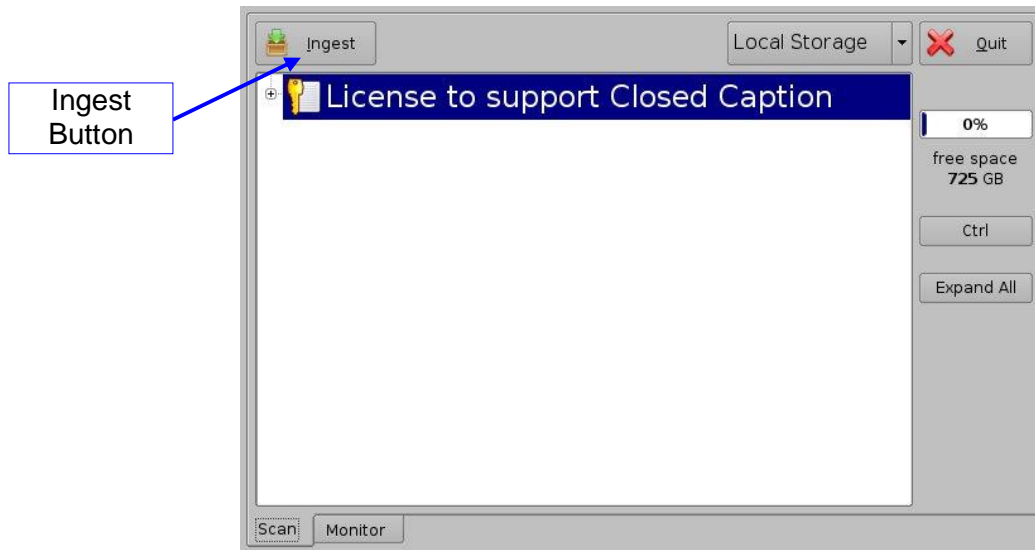 Ingest
Local Storage
Quit
Ingest
Button
License to support Closed Caption
0%
free space
725 GB
Ctrl
Expand All
Scan
Monitor